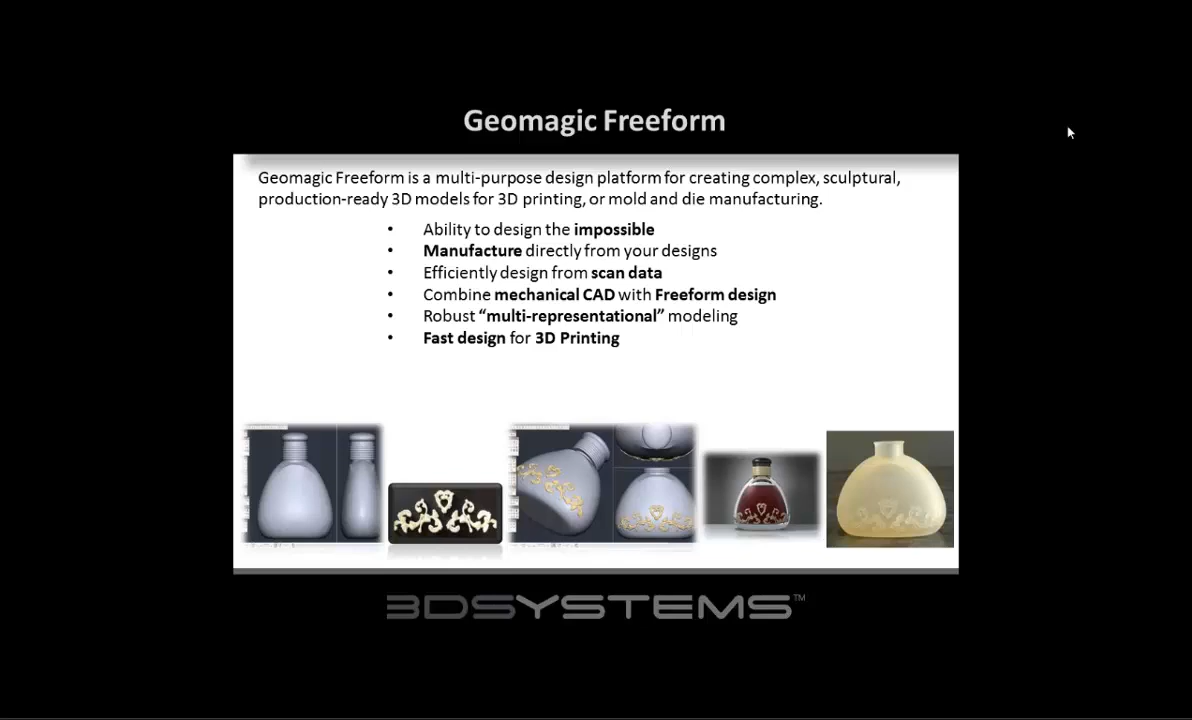 Geomagic Freeform
Geomagic Freeform is a multi-purpose design platform for creating complex, sculptural,
production-ready 3D models for 3D printing, or mold and die manufacturing.
• Ability to design the impossible
• Manufacture directly from your designs
• Efficiently design from scan data
• Combine mechanical CAD with Freeform design
• Robust “multi-representational” modeling
• Fast design for 3D Printing
3DSYSTEMS™